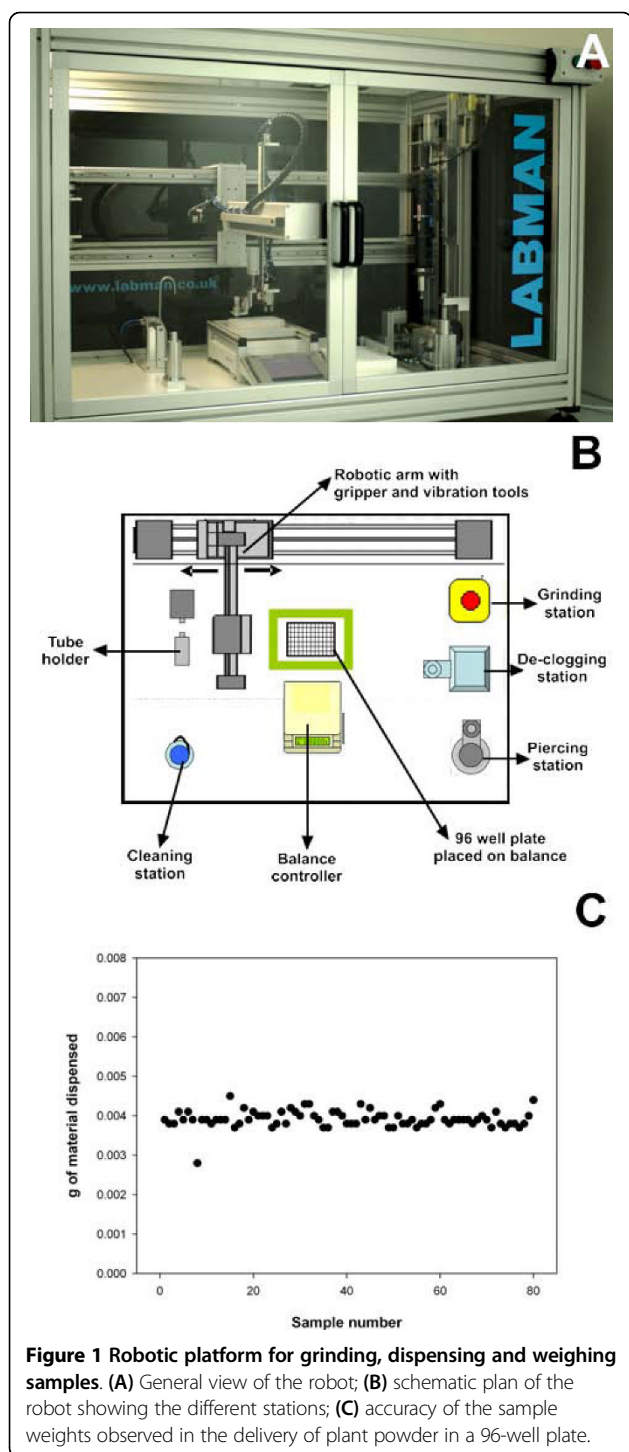 A
www.labman.co.uk
LABMAN
B
Robotic arm with
gripper and vibration tools
Grinding
station
Tube
holder
De-clogging
station
Piercing
station
Cleaning
station
Balance
controller
96 well plate
placed on balance
C
0.008
0.007
0.006
0.005
0.004
0.003
0.002
0.001
0.000
g of material dispensed
0
20
40
60
80
Sample number
Figure 1 Robotic platform for grinding, dispensing and weighing
samples. (A) General view of the robot; (B) schematic plan of the
robot showing the different stations; (C) accuracy of the sample
weights observed in the delivery of plant powder in a 96-well plate.